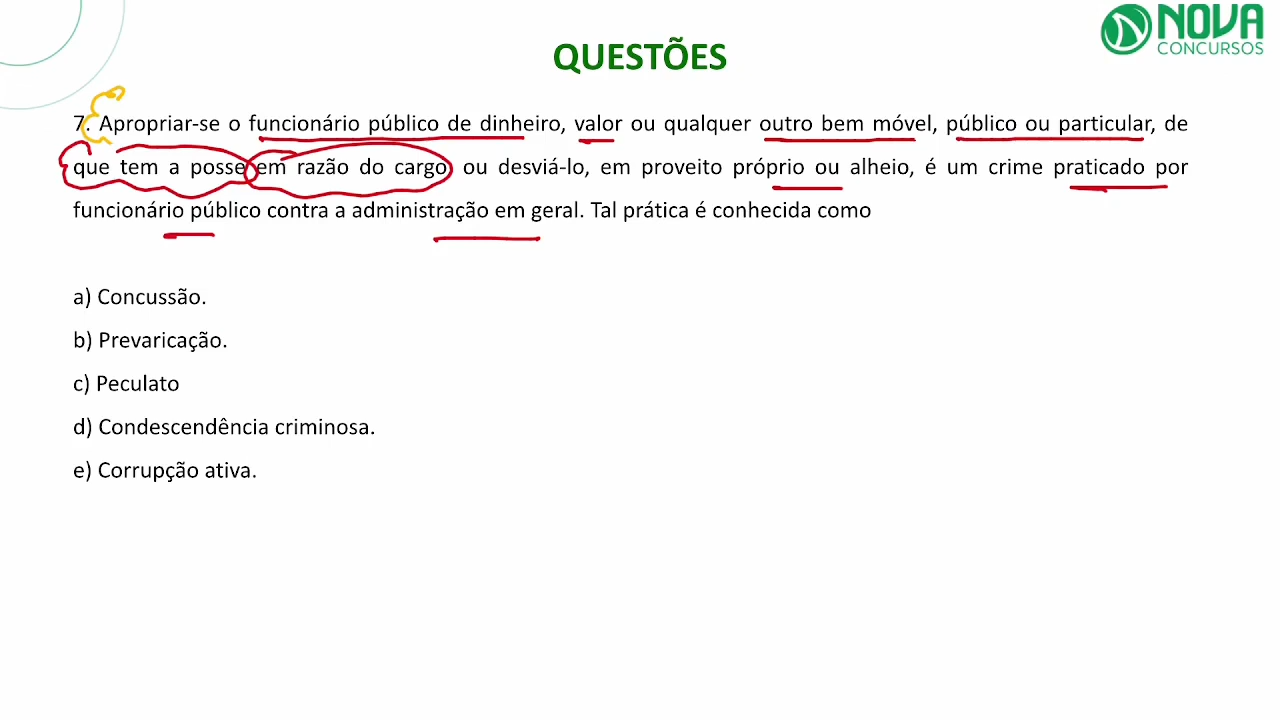 NOVA
CONCURSOS
QUESTÕES
7. Apropriar-se o funcionário público de dinheiro, valor ou qualquer outro bem móvel, público ou particular, de
que tem a posse em razão do cargo, ou desviá-lo, em proveito próprio ou alheio, é um crime praticado por
funcionário público contra a administração em geral. Tal prática é conhecida como
a) Concussão.
b) Prevaricação.
c) Peculato
d) Condescendência criminosa.
e) Corrupção ativa.